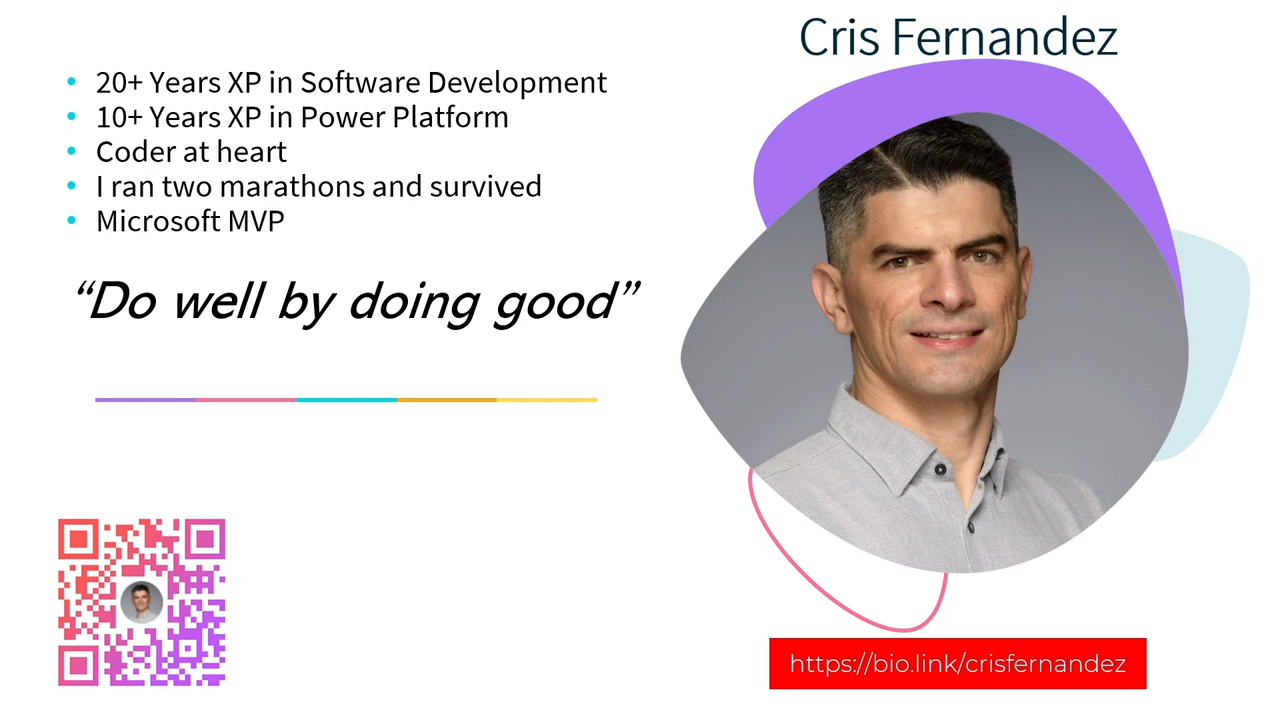 Cris Fernandez
• 20+ Years XP in Software Development
• 10+ Years XP in Power Platform
• Coder at heart
• I ran two marathons and survived
• Microsoft MVP
“Do well by doing good”
https://bio.link/crisfernandez